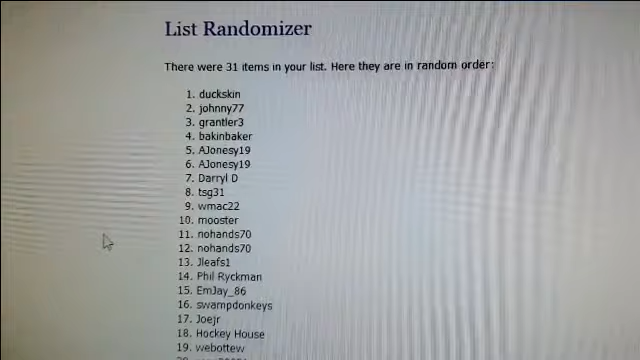 List Randomizer
There were 31 items in your list. Here they are in random order:
1. duckskin
2. johnny77
3. grantler3
4. bakinbaker
5. AJonesy19
6. AJonesy19
7. Darryl D
8. tsg31
9. wmac22
10. mooster
11. nohands70
12. nohands70
13. Jleafs1
14. Phil Ryckman
15. EmJay_86
16. swampdonkeys
17. Joejr
18. Hockey House
19. webottew